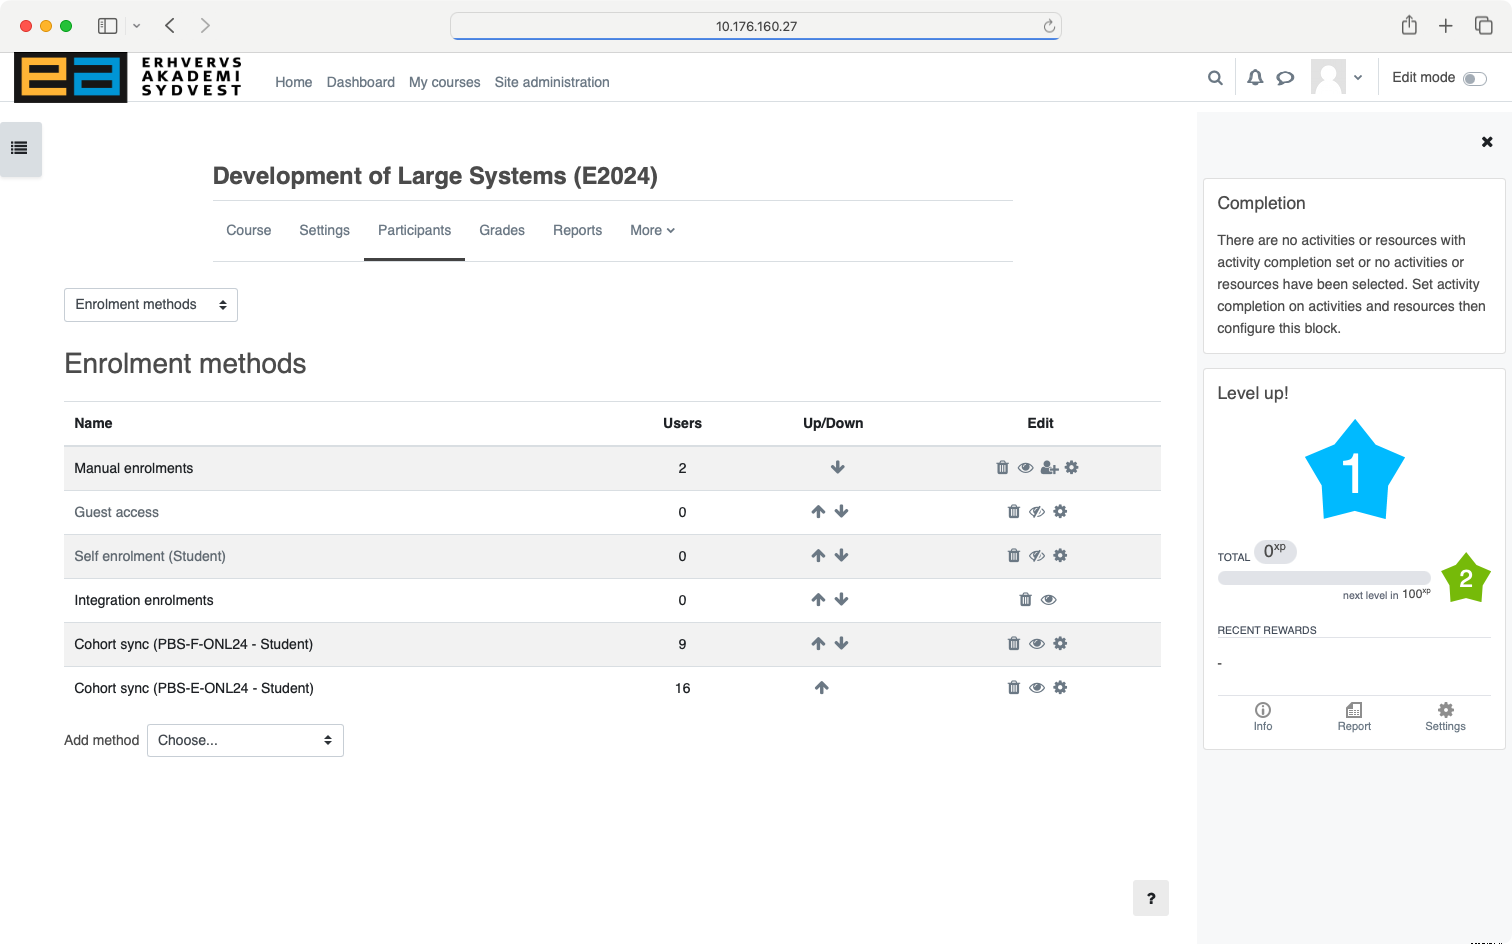 10.176.160.27
ERHVERVS
AKADEMI
SYDVEST
Home Dashboard My courses Site administration
Edit mode
Development of Large Systems (E2024)
Course Settings Participants Grades Reports More
Enrolment methods
Enrolment methods
Name Users Up/Down Edit
Manual enrolments 2
Guest access 0
Self enrolment (Student) 0
Integration enrolments 0
Cohort sync (PBS-F-ONL24 - Student) 9
Cohort sync (PBS-E-ONL24 - Student) 16
Add method Choose...
?
Completion
There are no activities or resources with
activity completion set or no activities or
resources have been selected. Set activity
completion on activities and resources then
configure this block.
Level up!
1
TOTAL 0xp
2
next level in 100xp
RECENT REWARDS
-
Info Report Settings